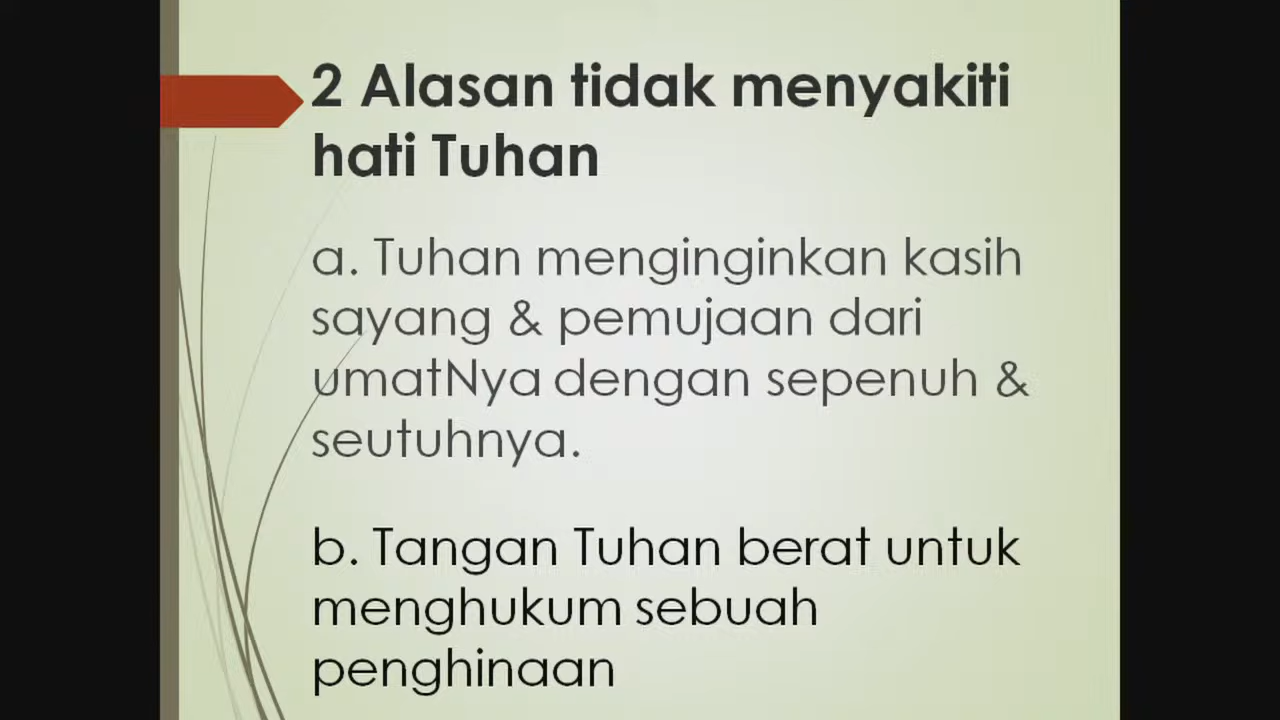 2 Alasan tidak menyakiti
hati Tuhan
a. Tuhan menginginkan kasih
sayang & pemujaan dari
umatNya dengan sepenuh &
seutuhnya.
b. Tangan Tuhan berat untuk
menghukum sebuah
penghinaan